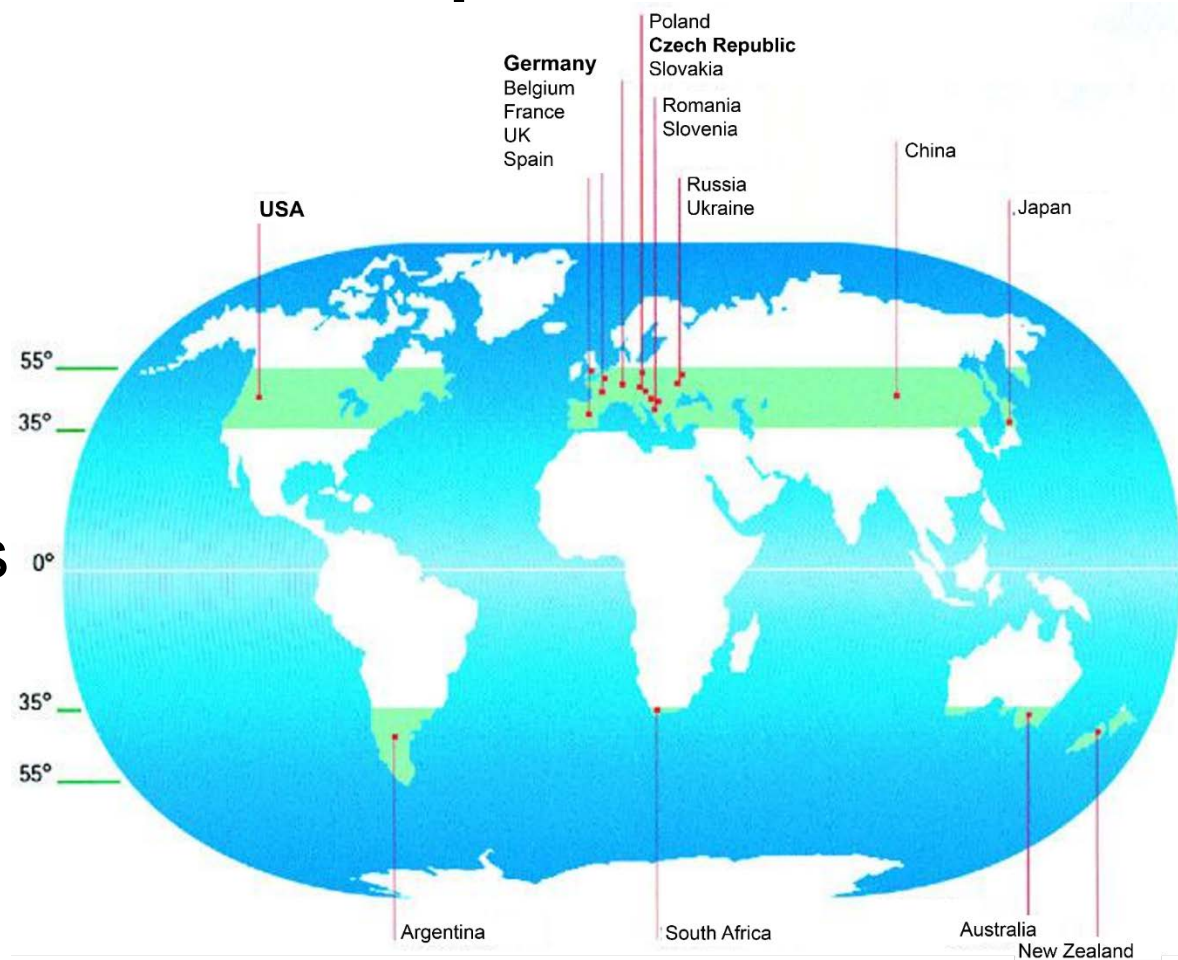 Poland
Czech Republic
Slovakia
Germany
Belgium
France
UK
Spain
Romania
Slovenia
China
Russia
Ukraine
USA
Japan
55°
35°
s 0°
35°
55°
Argentina
South Africa
Australia
New Zealand